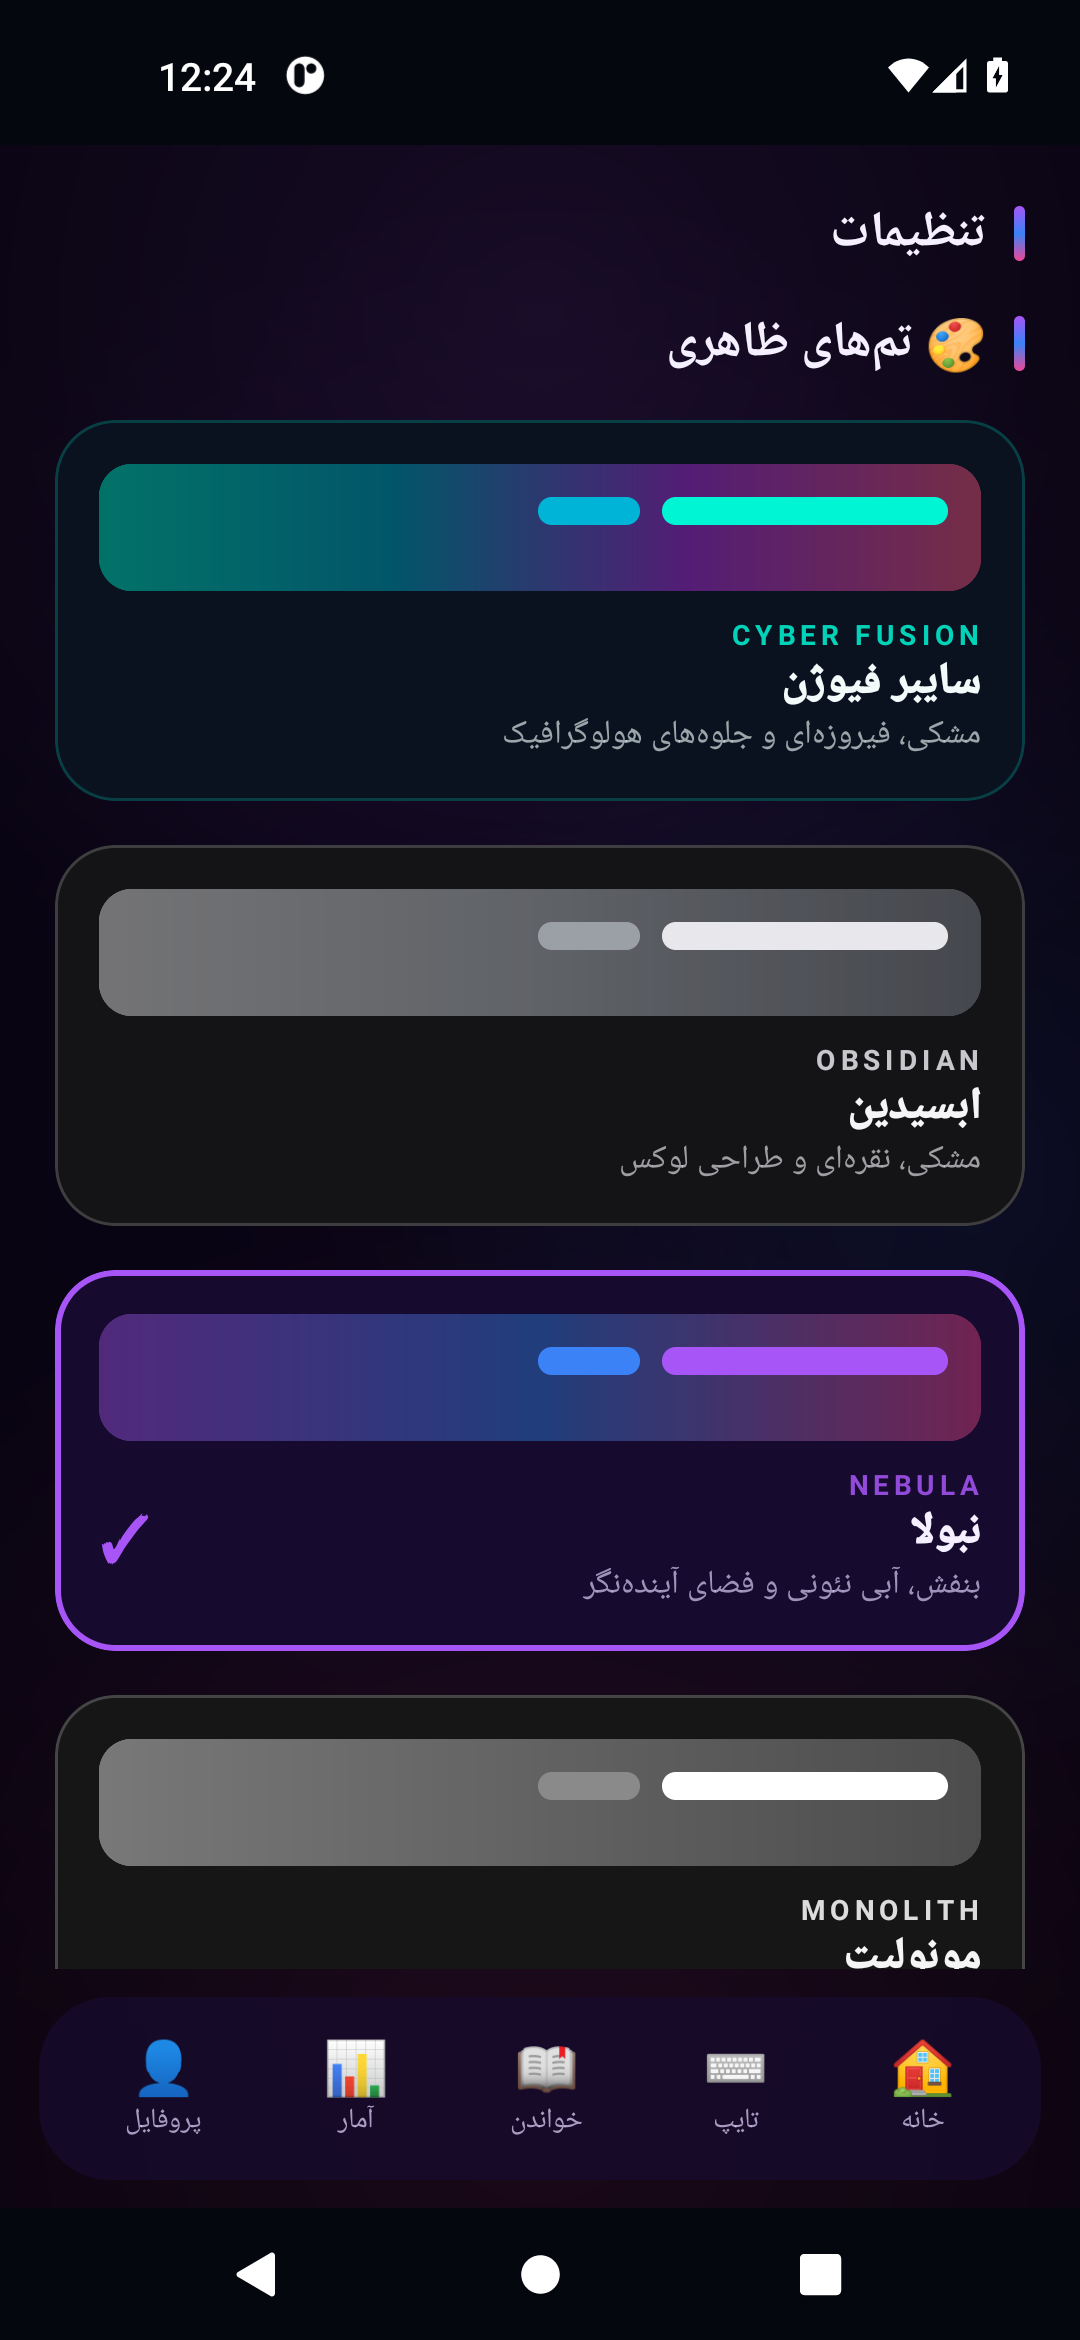 12:24
تنظیمات
🎨 تم‌های ظاهری
CYBER FUSION
سایبر فیوژن
مشکی، فیروزه‌ای و جلوه‌های هولوگرافیک
OBSIDIAN
ابسیدین
مشکی، نقره‌ای و طراحی لوکس
NEBULA
نبولا
بنفش، آبی نئونی و فضای آینده‌نگر
MONOLITH
مونولیت
خانه
تایپ
خواندن
آمار
پروفایل